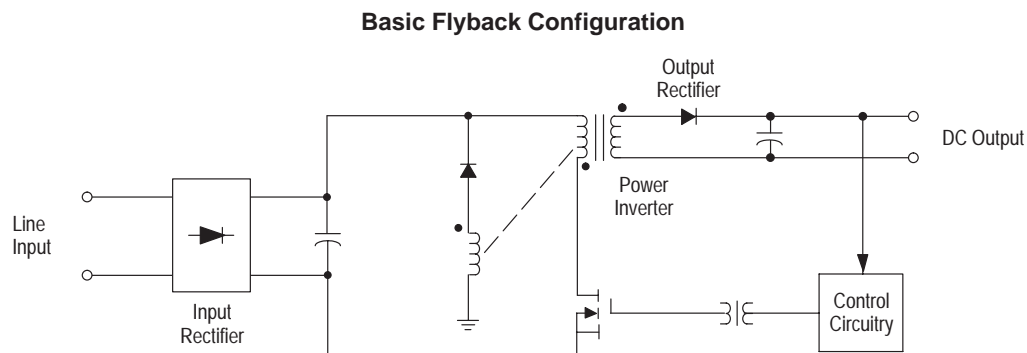 Basic Flyback Configuration
Output
Rectifier
DC Output
Power
Inverter
Line
Input
Input
Rectifier
Control
Circuitry